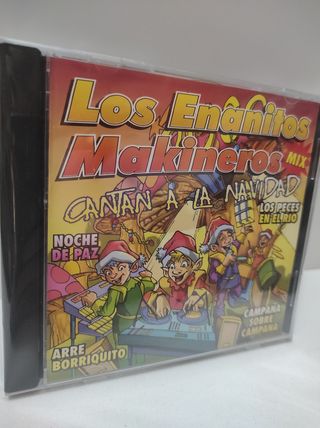 Los Enanitos
Makineros MIX
CANTAN A LA NAVIDAD
LOS PECES
EN EL RIO
NOCHE
DE PAZ
CAMPANA
SOBRE
CAMPANA
ARRE
BORRIQUITO